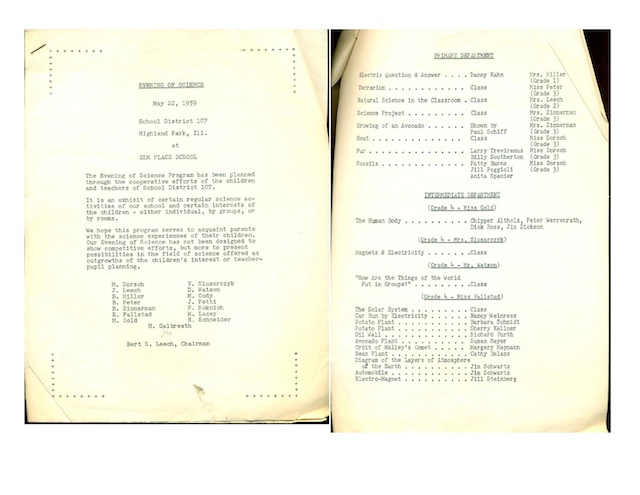 EVENING OF SCIENCE
May 22, 1959
School District 107
Highland Park, Ill.
at
ELM PLACE SCHOOL
The Evening of Science Program has been planned
through the cooperative efforts of the children
and teachers of School District 107.
It is an exhibit of certain regular science ac-
tivities of our school and certain interests of
the children - either individual, by groups, or
by rooms.
We hope this program serves to acquaint parents
with the science experiences of their children.
Our Evening of Science has not been designed to
show competitive efforts, but more to present
possibilities in the field of science offered as
outgrowths of the children's interest or teacher-
pupil planning.
M. Dorsch V. Slusarczyk
J. Leech D. Watson
E. Miller M. Cody
B. Peter J. Petti
B. Zimmerman P. Koknich
E. Fallstad M. Lacey
M. Gold E. Schneider
H. Galbreath
Bert S. Leech, Chairman
PRIMARY DEPARTMENT
Electric Question & Answer . . . . Danny Kahn Mrs. Miller
(Grade 1)
Terrarium . . . . . . . . . . . . Class Miss Peter
(Grade 3)
Natural Science in the Classroom . Class Mrs. Leech
(Grade 2)
Science Project . . . . . . . . . Class Mrs. Zimmerman
(Grade 3)
Growing of an Avocado . . . . . . Shown by Mrs. Zimmerman
Paul Schiff (Grade 3)
Heat . . . . . . . . . . . . . . Class Miss Dorsch
(Grade 3)
Fur . . . . . . . . . . . . . . . Larry Treviranus Miss Dorsch
Billy Southerton (Grade 3)
Fossils . . . . . . . . . . . . . Patty Burns Miss Dorsch
Jill Poggioli (Grade 3)
Anita Spanier
INTERMEDIATE DEPARTMENT
(Grade 4 - Miss Gold)
The Human Body . . . . . . . . . . Chipper Altholz, Peter Werrenrath,
Dick Ross, Jim Dickson
(Grade 4 - Mrs. Slusarczyk)
Magnets & Electricity . . . . . . .Class
(Grade 4 - Mr. Watson)
"How Are the Things of the World
Put in Groups?" . . . . . . . . .Class
(Grade 4 - Miss Fallstad)
The Solar System . . . . . . . . . .Class
Car Run by Electricity . . . . . . .Nancy Weicress
Potato Plant . . . . . . . . . . . .Barbara Schmidt
Potato Plant . . . . . . . . . . . .Sherry Kellner
Oil Well . . . . . . . . . . . . . .Richard Purth
Avocado Plant . . . . . . . . . . . .Susan Meyer
Orbit of Halley's Comet . . . . . .Margery Heymann
Bean Plant . . . . . . . . . . . . .Cathy Balazs
Diagram of the Layers of Atmosphere
of the Earth . . . . . . . . . . .Jim Schwartz
Automobile . . . . . . . . . . . . .Jim Schwartz
Electro-Magnet . . . . . . . . . . .Jill Steinberg